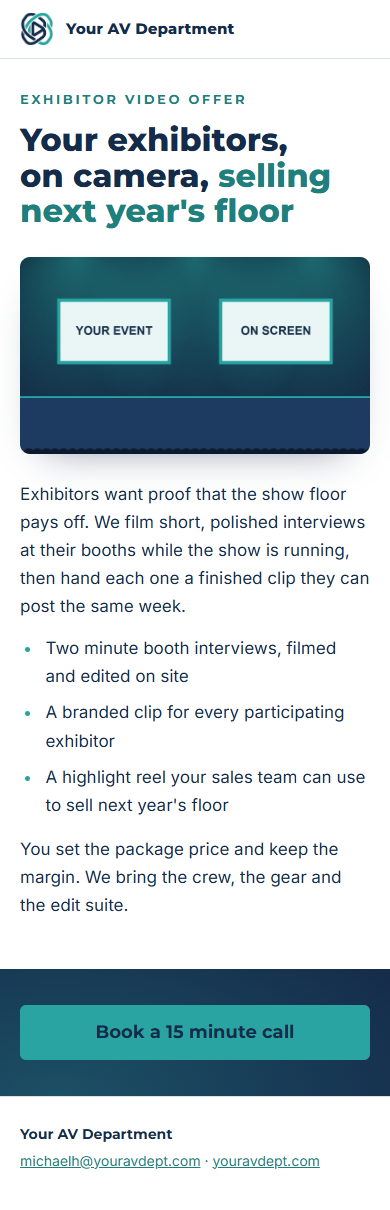 Your AV Department
EXHIBITOR VIDEO OFFER
Your exhibitors,
on camera, selling
next year's floor
YOUR EVENT
ON SCREEN
Exhibitors want proof that the show floor
pays off. We film short, polished interviews
at their booths while the show is running,
then hand each one a finished clip they can
post the same week.
• Two minute booth interviews, filmed
and edited on site
• A branded clip for every participating
exhibitor
• A highlight reel your sales team can use
to sell next year's floor
You set the package price and keep the
margin. We bring the crew, the gear and
the edit suite.
Book a 15 minute call
Your AV Department
michaelh@youravdept.com · youravdept.com